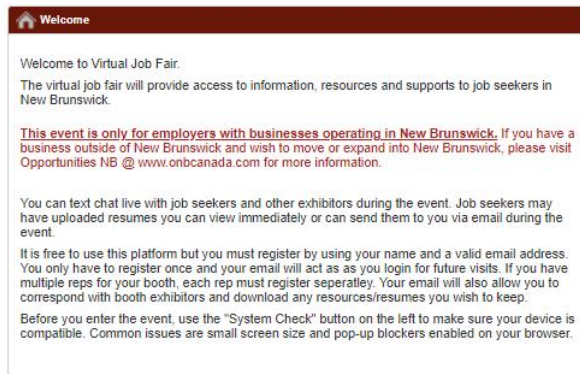 Welcome
Welcome to Virtual Job Fair.
The virtual job fair will provide access to information, resources and supports to job seekers in
New Brunswick.
This event is only for employers with businesses operating in New Brunswick. If you have a
business outside of New Brunswick and wish to move or expand into New Brunswick, please visit
Opportunities NB @ www.onbcanada.com for more information.
You can text chat live with job seekers and other exhibitors during the event. Job seekers may
have uploaded resumes you can view immediately or can send them to you via email during the
event.
It is free to use this platform but you must register by using your name and a valid email address.
You only have to register once and your email will act as as you login for future visits. If you have
multiple reps for your booth, each rep must register seperatley. Your email will also allow you to
correspond with booth exhibitors and download any resources/resumes you wish to keep.
Before you enter the event, use the "System Check" button on the left to make sure your device is
compatible. Common issues are small screen size and pop-up blockers enabled on your browser.